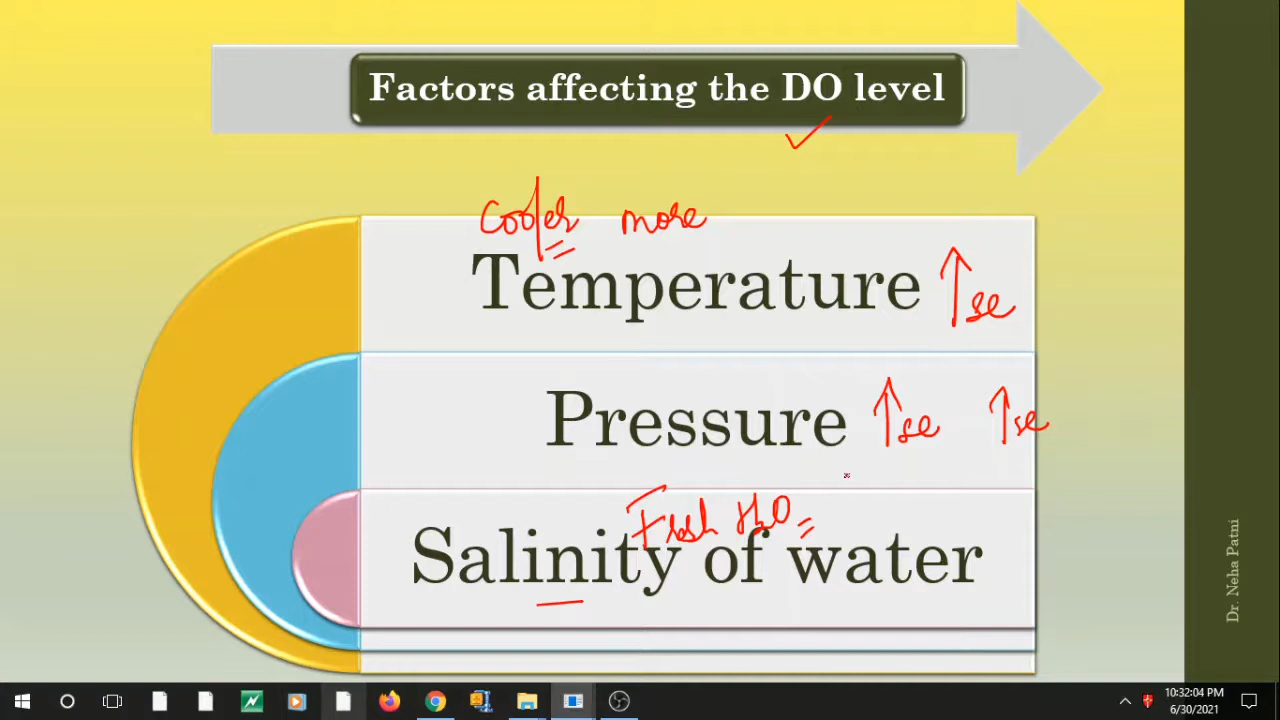 Factors affecting the DO level
Cooler more
Temperature ↑se
Pressure ↑se ↑se
Fresh H2O
Salinity of water
Dr. Neha Patni
10:32:04 PM
6/30/2021